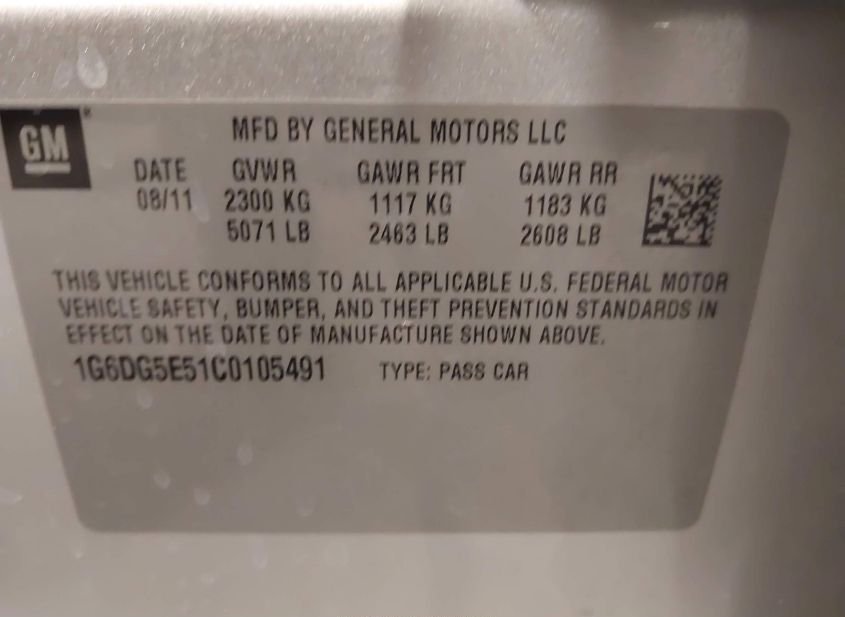 GM
MFD BY GENERAL MOTORS LLC
DATE GVWR GAWR FRT GAWR RR
08/11 2300 KG 1117 KG 1183 KG
5071 LB 2463 LB 2608 LB
THIS VEHICLE CONFORMS TO ALL APPLICABLE U.S. FEDERAL MOTOR
VEHICLE SAFETY, BUMPER, AND THEFT PREVENTION STANDARDS IN
EFFECT ON THE DATE OF MANUFACTURE SHOWN ABOVE.
1G6DG5E51C0105491 TYPE: PASS CAR